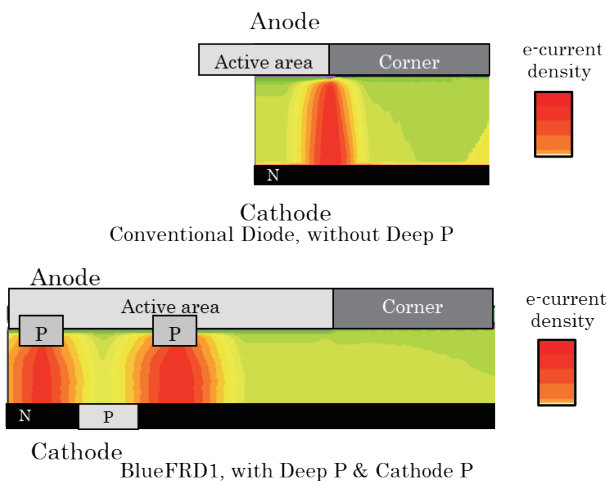 Anode
Active area Corner
e-current
density
N
Cathode
Conventional Diode, without Deep P
Anode
Active area Corner
e-current
density
P P
N P
Cathode
BlueFRD1, with Deep P & Cathode P